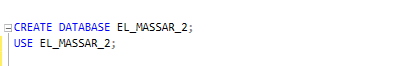 CREATE DATABASE EL_MASSAR_2;
USE EL_MASSAR_2;